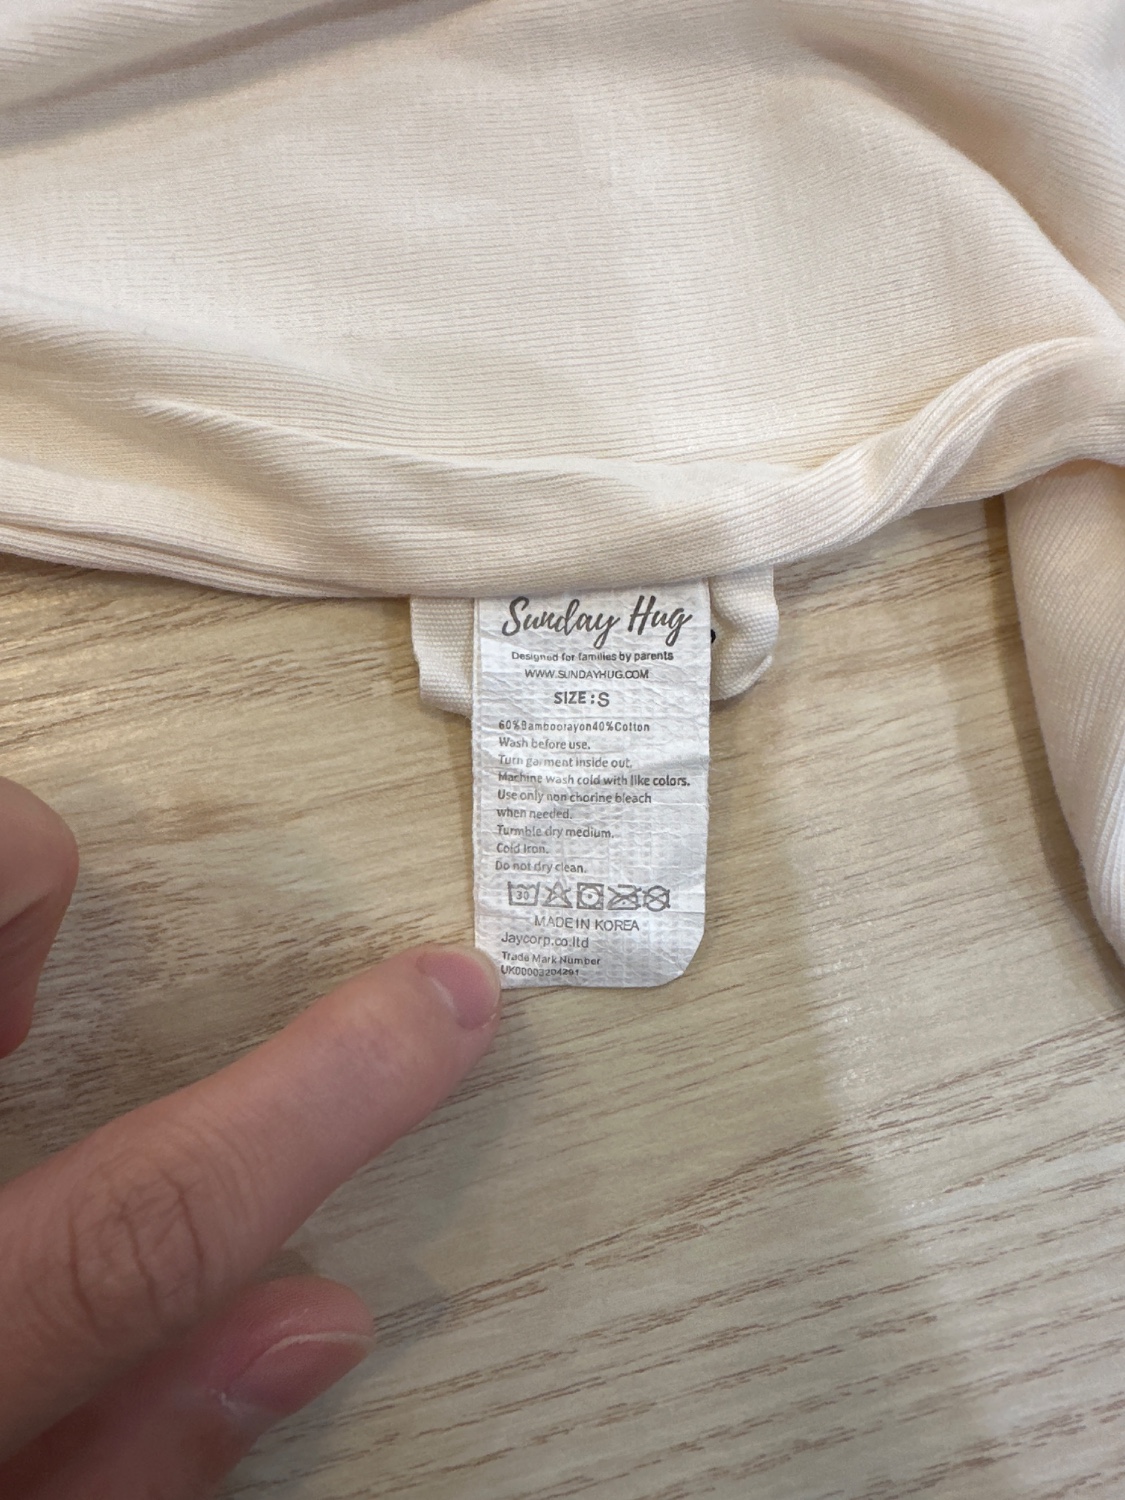 Sunday Hug
Designed for families by parents
WWW.SUNDAYHUG.COM
SIZE : S
60%Bamboorayon40%Cotton
Wash before use.
Turn garment inside out.
Machine wash cold with like colors.
Use only non chorine bleach
when needed.
Turmble dry medium.
Cold Iron.
Do not dry clean.
30
MADE IN KOREA
Jaycorp.co.ltd
Trade Mark Number
UK00003204291